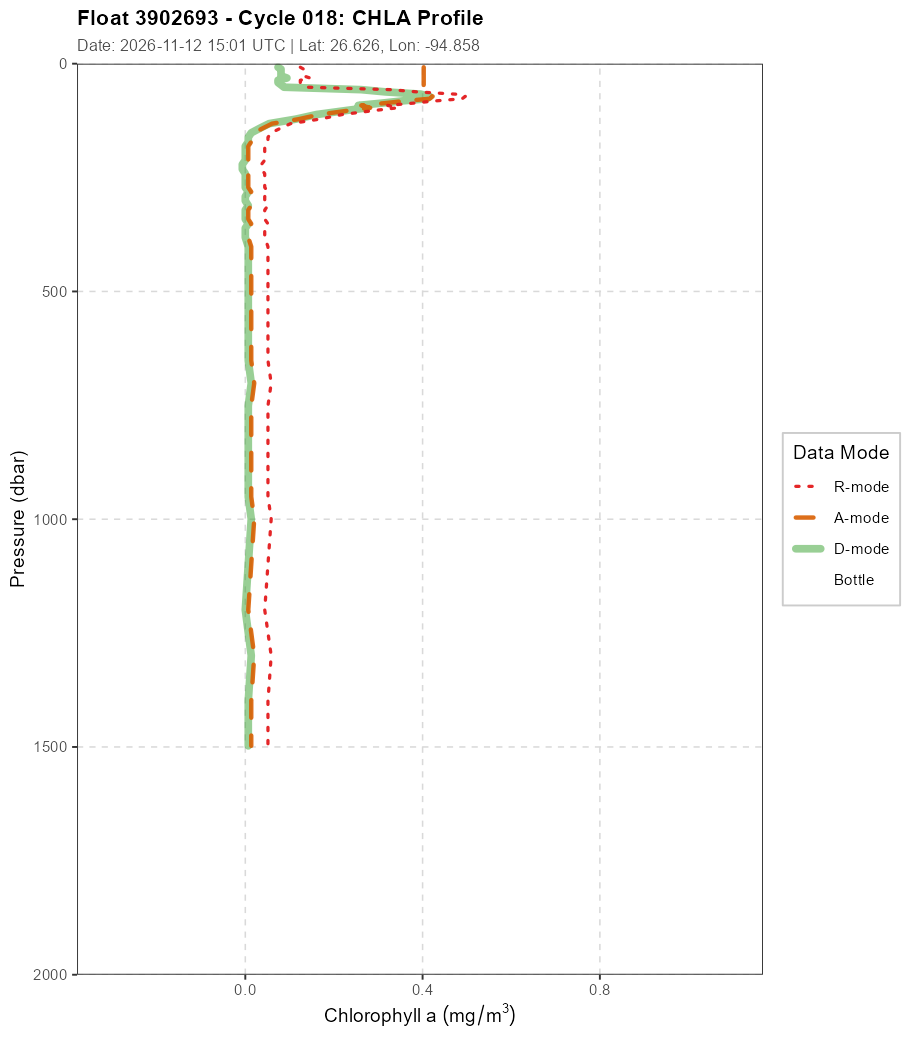 Float 3902693 - Cycle 018: CHLA Profile
Date: 2026-11-12 15:01 UTC | Lat: 26.626, Lon: -94.858
0
500
1000
1500
2000
Pressure (dbar)
0.0
0.4
0.8
Chlorophyll a (mg/m³)
Data Mode
R-mode
A-mode
D-mode
Bottle